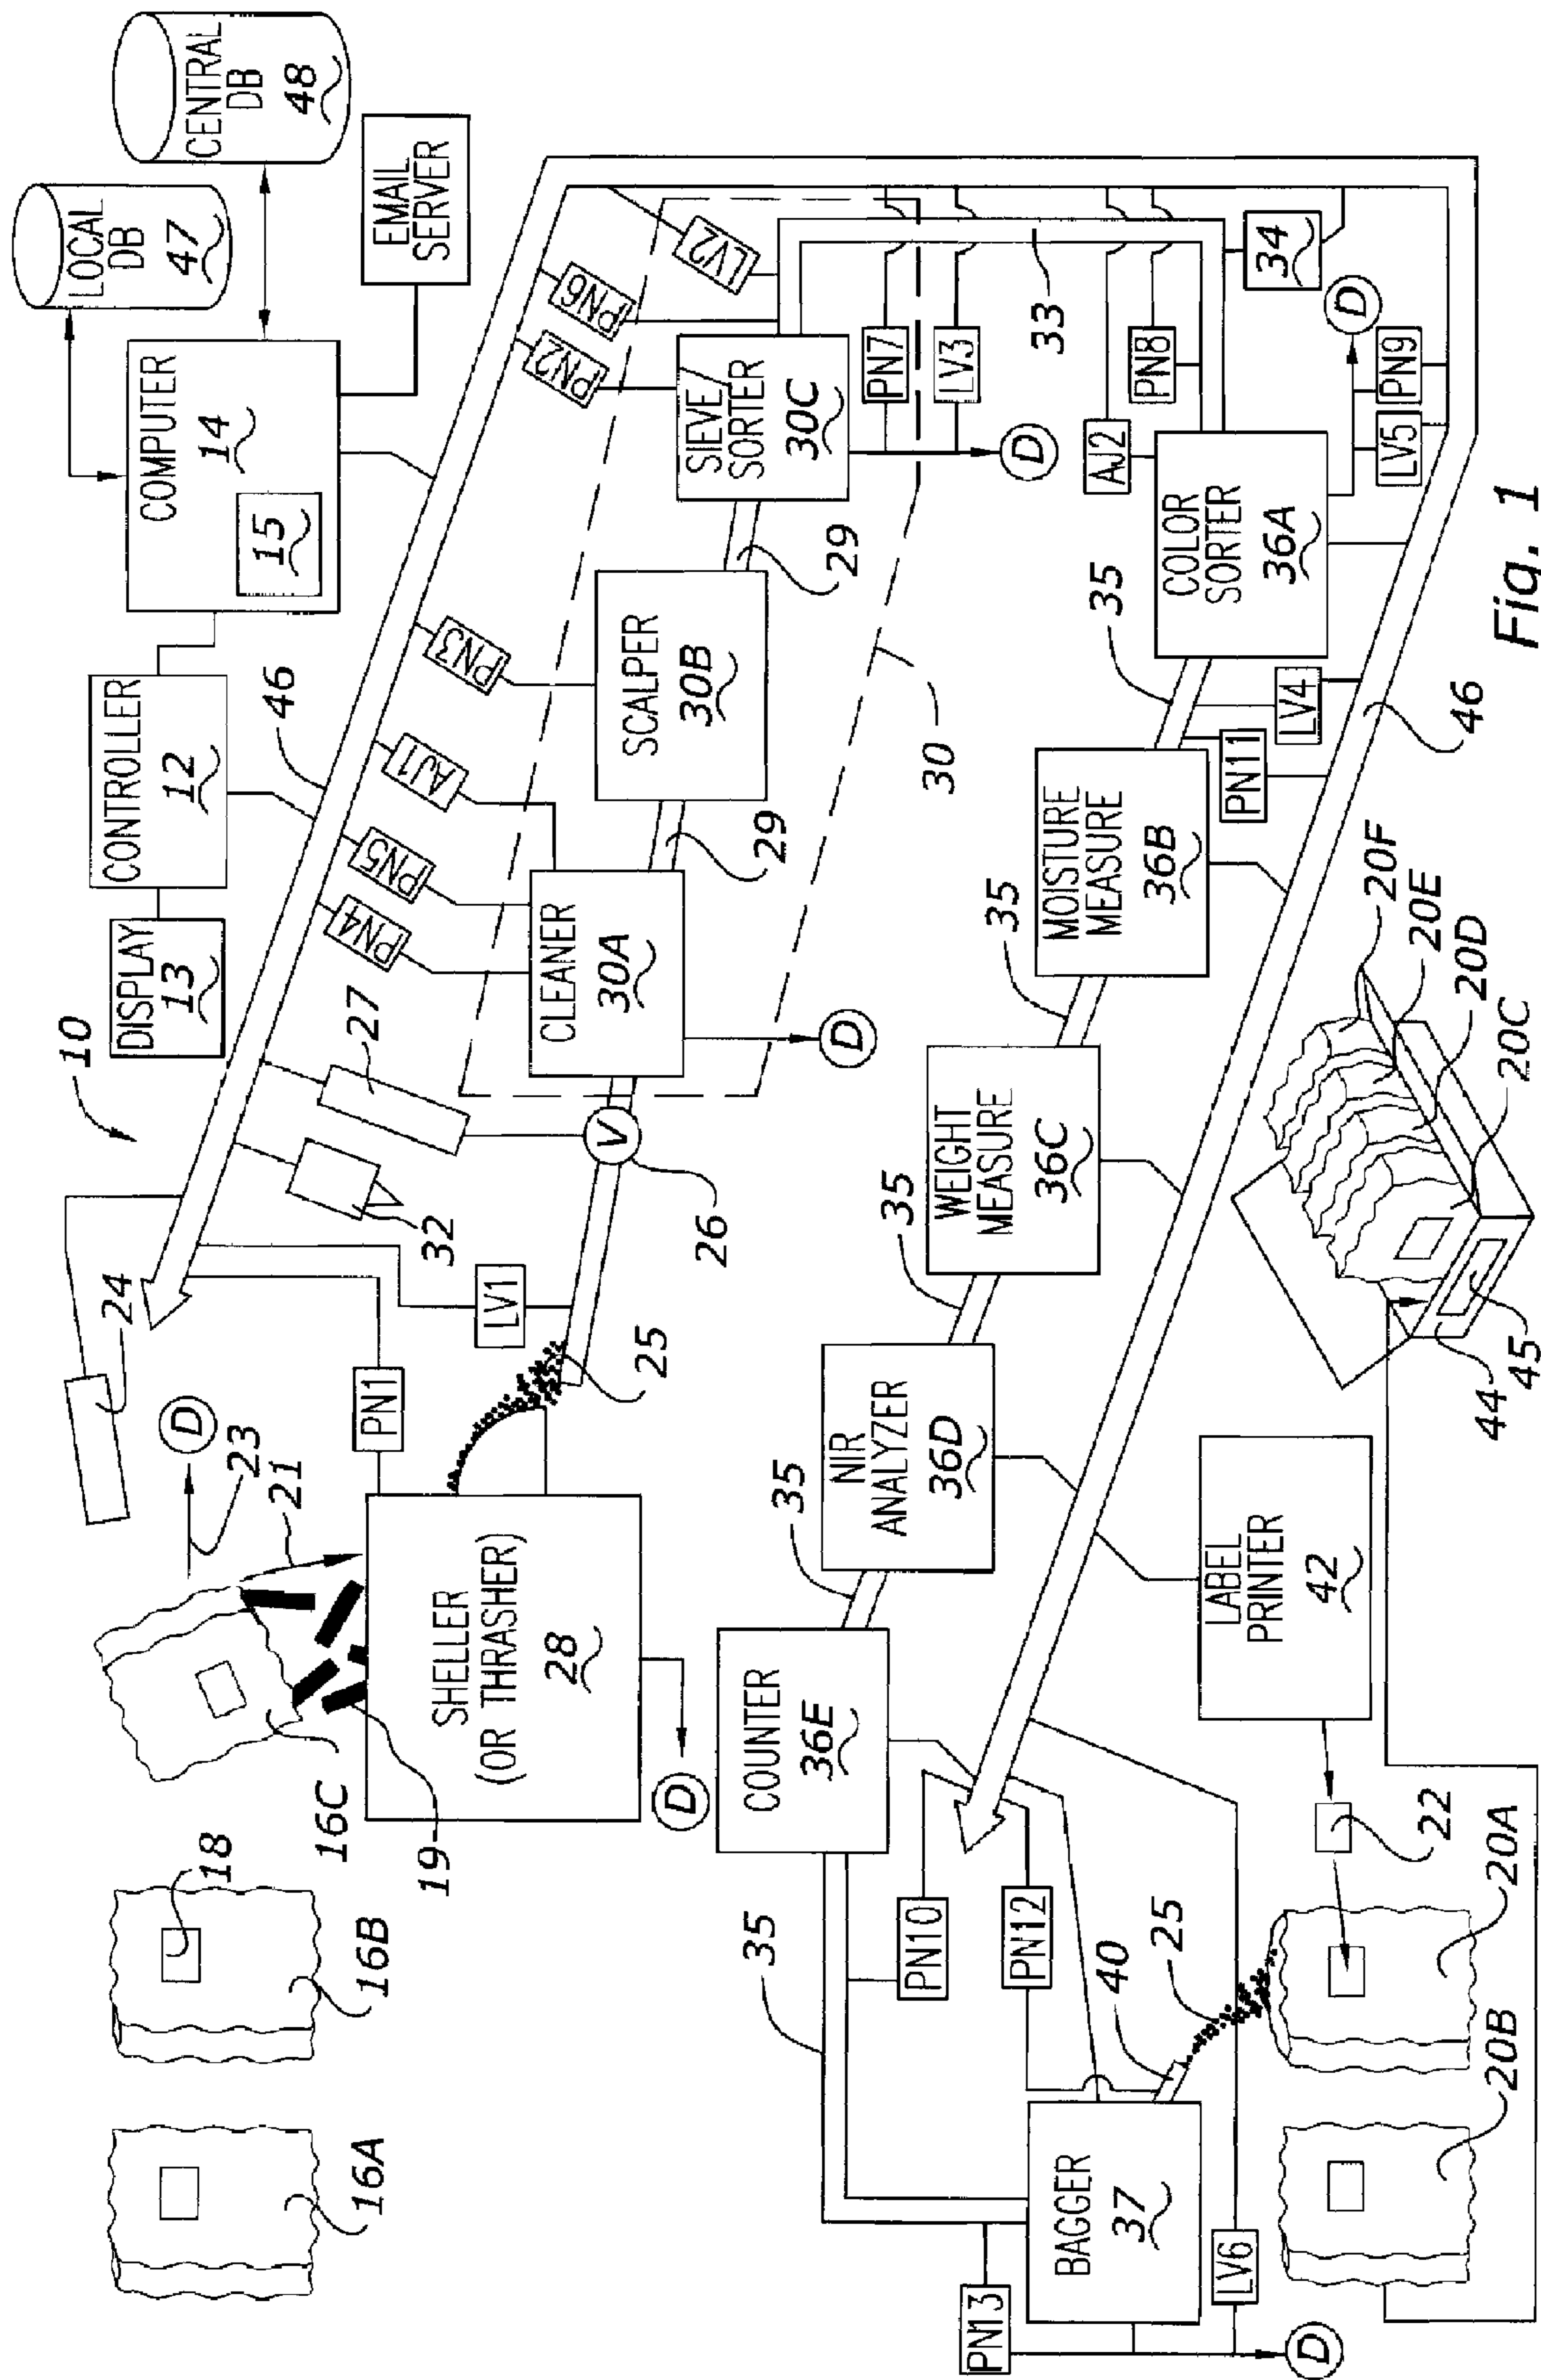 16A
16B
18
16C
19
SHELLER
(OR THRASHER)
28
D
D
23
21
24
PN1
LV1
25
32
27
26
V
10
DISPLAY
13
CONTROLLER
12
COMPUTER
14
15
LOCAL
DB
47
CENTRAL
DB
48
EMAIL
SERVER
46
PN4
PN5
AJ1
PN3
PN2
PN6
LV2
CLEANER
30A
D
29
SCALPER
30B
29
SIEVE
SORTER
30C
30
PN7
LV3
D
33
34
AJ2
PN8
D
LV5
PN9
COLOR
SORTER
36A
35
LV4
PN11
46
MOISTURE
MEASURE
36B
35
WEIGHT
MEASURE
36C
35
NIR
ANALYZER
36D
35
COUNTER
36E
35
PN10
PN12
40
25
BAGGER
37
PN13
LV6
D
LABEL
PRINTER
42
22
20A
20B
44
45
20C
20D
20E
20F
Fig. 1